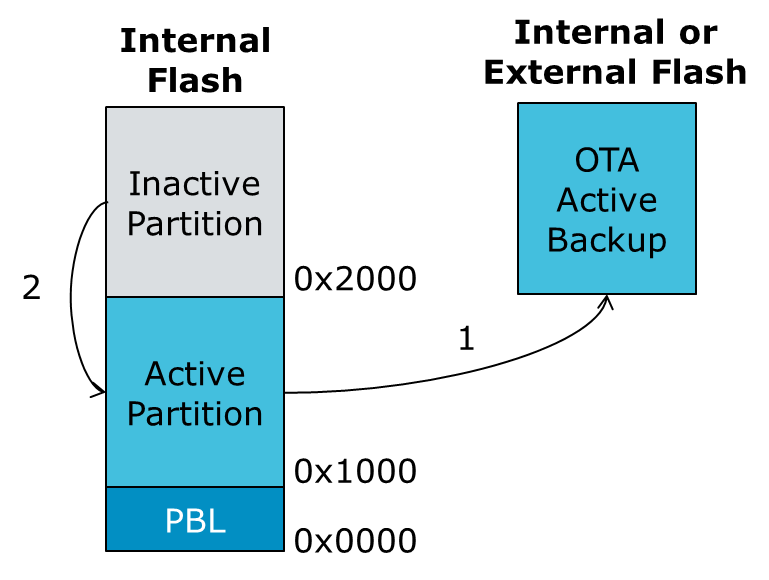 Internal
Flash
Internal or
External Flash
Inactive
Partition
OTA
Active
Backup
0x2000
2
1
Active
Partition
0x1000
PBL
0x0000